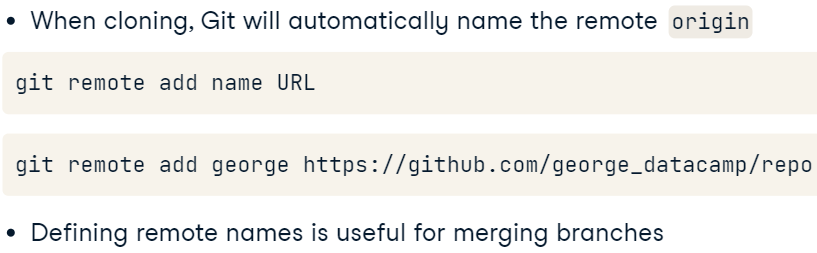 • When cloning, Git will automatically name the remote origin
git remote add name URL
git remote add george https://github.com/george_datacamp/repo
• Defining remote names is useful for merging branches